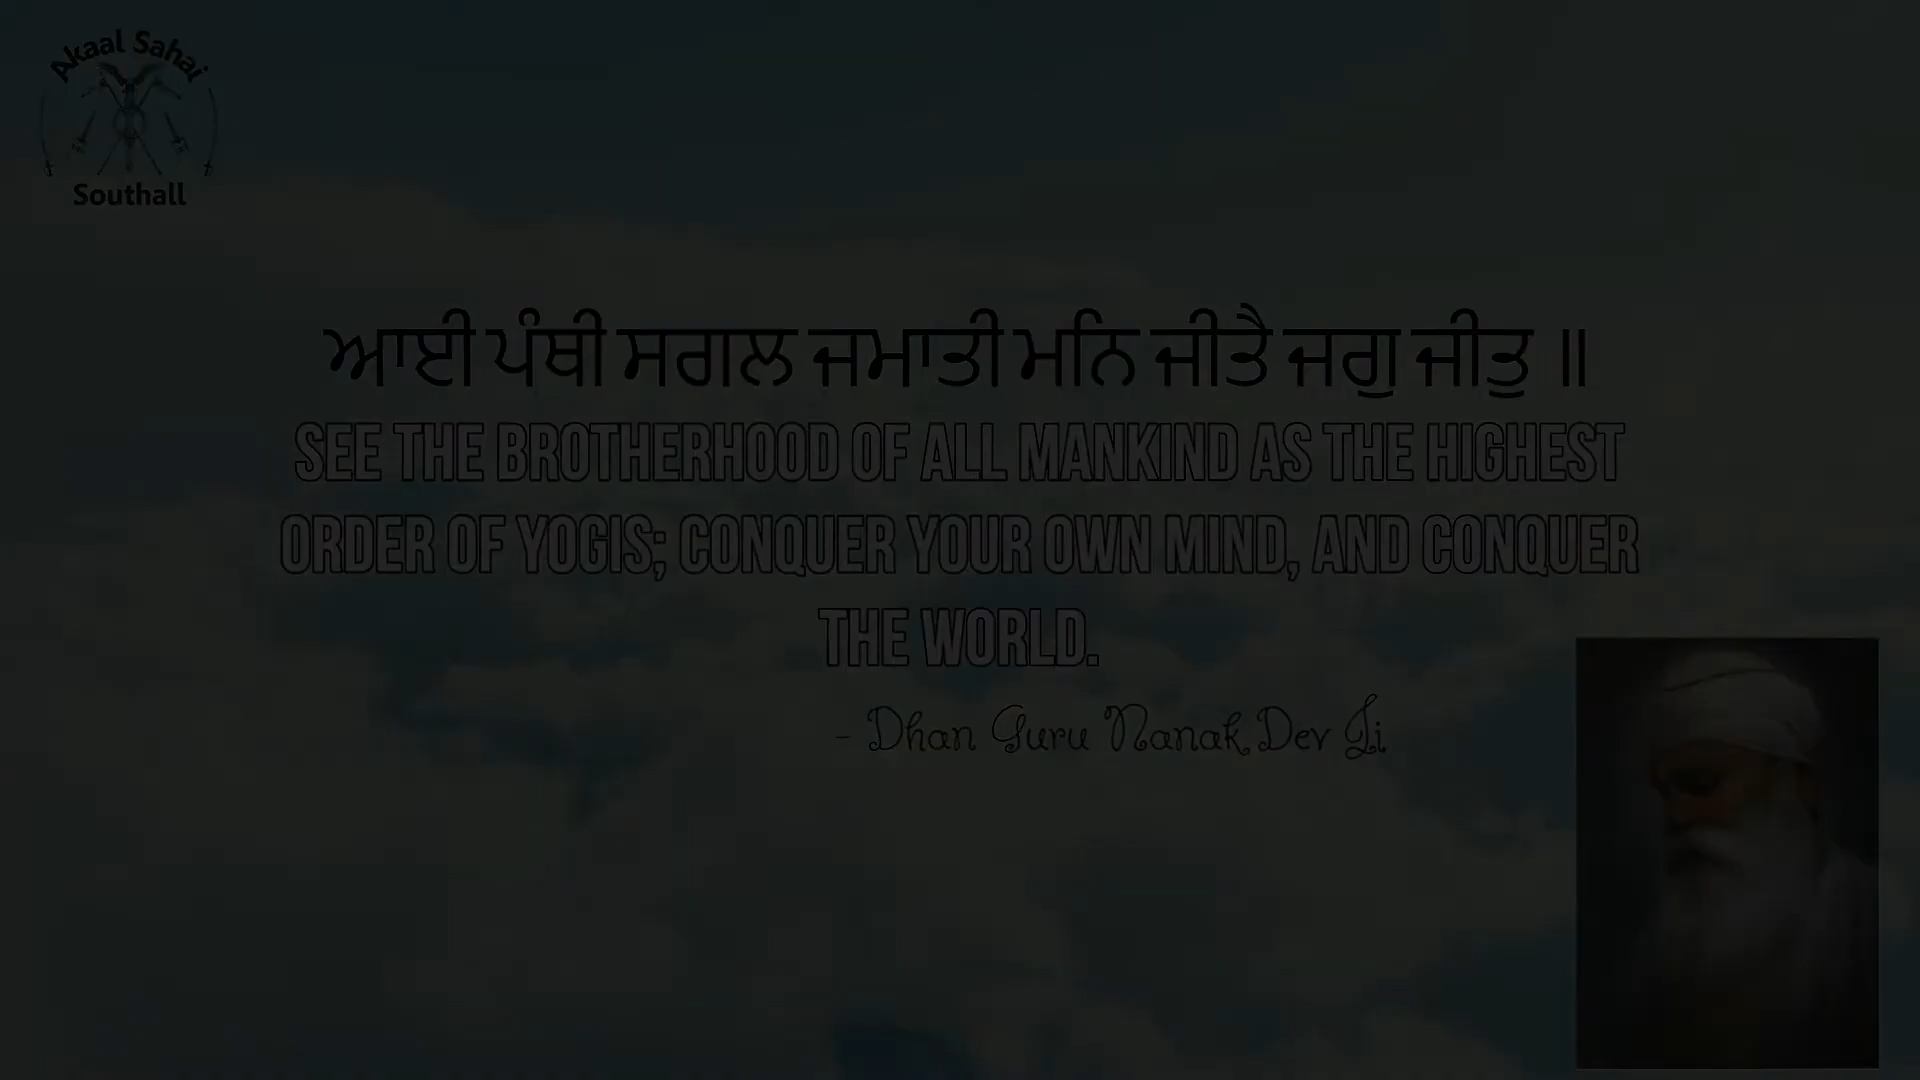 Akaal Sahai
Southall
ਆਈ ਪੰਥੀ ਸਗਲ ਜਮਾਤੀ ਮਨਿ ਜੀਤੈ ਜਗੁ ਜੀਤੁ ॥
SEE THE BROTHERHOOD OF ALL MANKIND AS THE HIGHEST
ORDER OF YOGIS; CONQUER YOUR OWN MIND, AND CONQUER
THE WORLD.
- Dhan Guru Nanak Dev Ji